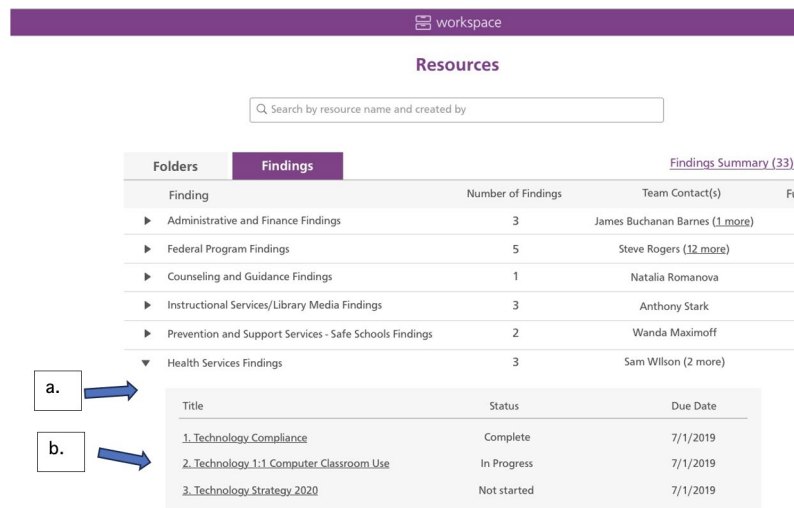 workspace
Resources
Search by resource name and created by
Folders Findings Findings Summary (33)
Finding Number of Findings Team Contact(s)
Administrative and Finance Findings 3 James Buchanan Barnes (1 more)
Federal Program Findings 5 Steve Rogers (12 more)
Counseling and Guidance Findings 1 Natalia Romanova
Instructional Services/Library Media Findings 3 Anthony Stark
Prevention and Support Services - Safe Schools Findings 2 Wanda Maximoff
Health Services Findings 3 Sam WIlson (2 more)
a.
Title Status Due Date
1. Technology Compliance Complete 7/1/2019
b.
2. Technology 1:1 Computer Classroom Use In Progress 7/1/2019
3. Technology Strategy 2020 Not started 7/1/2019